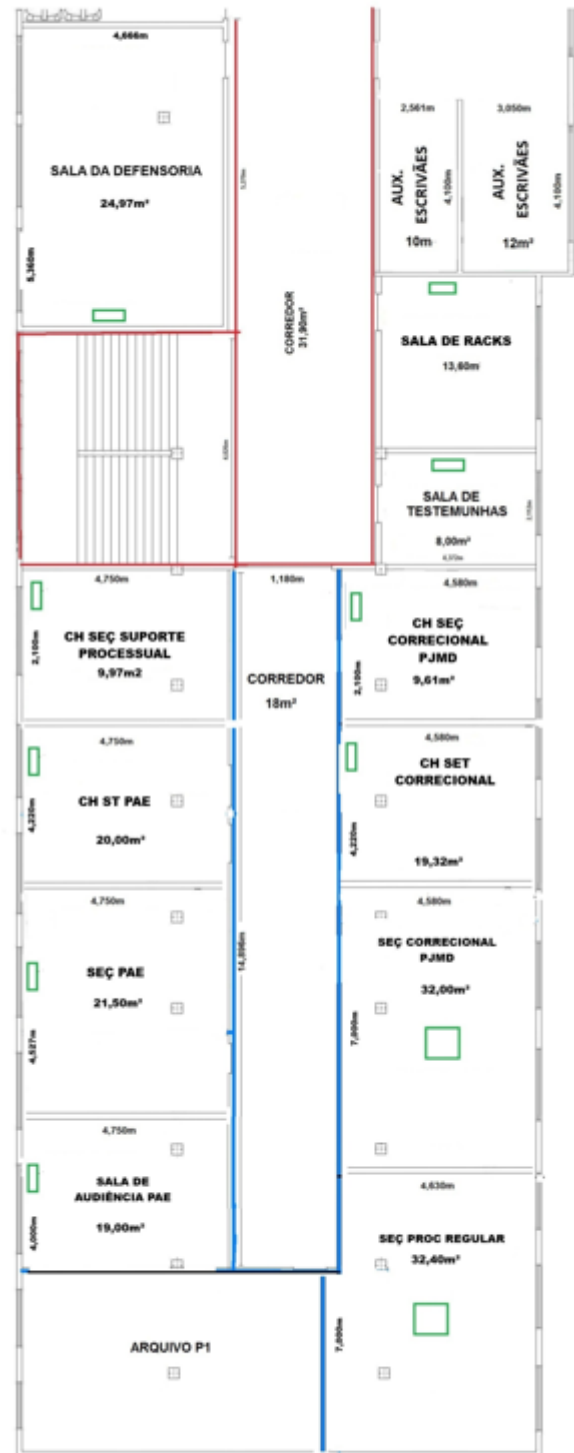 4,666m
SALA DA DEFENSORIA
24,97m²
5,360m
CORREDOR
31,90m²
2,561m
AUX.
ESCRIVÃES
4,100m
10m
3,050m
AUX.
ESCRIVÃES
4,100m
12m²
SALA DE RACKS
13,60m²
SALA DE
TESTEMUNHAS
8,00m²
4,750m
2,100m
CH SEÇ SUPORTE
PROCESSUAL
9,97m2
1,180m
CORREDOR
18m²
14,896m
4,580m
CH SEÇ
CORRECIONAL
PJMD
9,61m²
2,100m
4,750m
CH ST PAE
4,220m
20,00m²
4,580m
CH SET
CORRECIONAL
4,220m
19,32m²
4,750m
SEÇ PAE
21,50m²
4,527m
4,580m
SEÇ CORRECIONAL
PJMD
32,00m²
7,000m
4,750m
SALA DE
AUDIÊNCIA PAE
19,00m²
4,000m
4,630m
SEÇ PROC REGULAR
32,40m²
7,000m
ARQUIVO P1